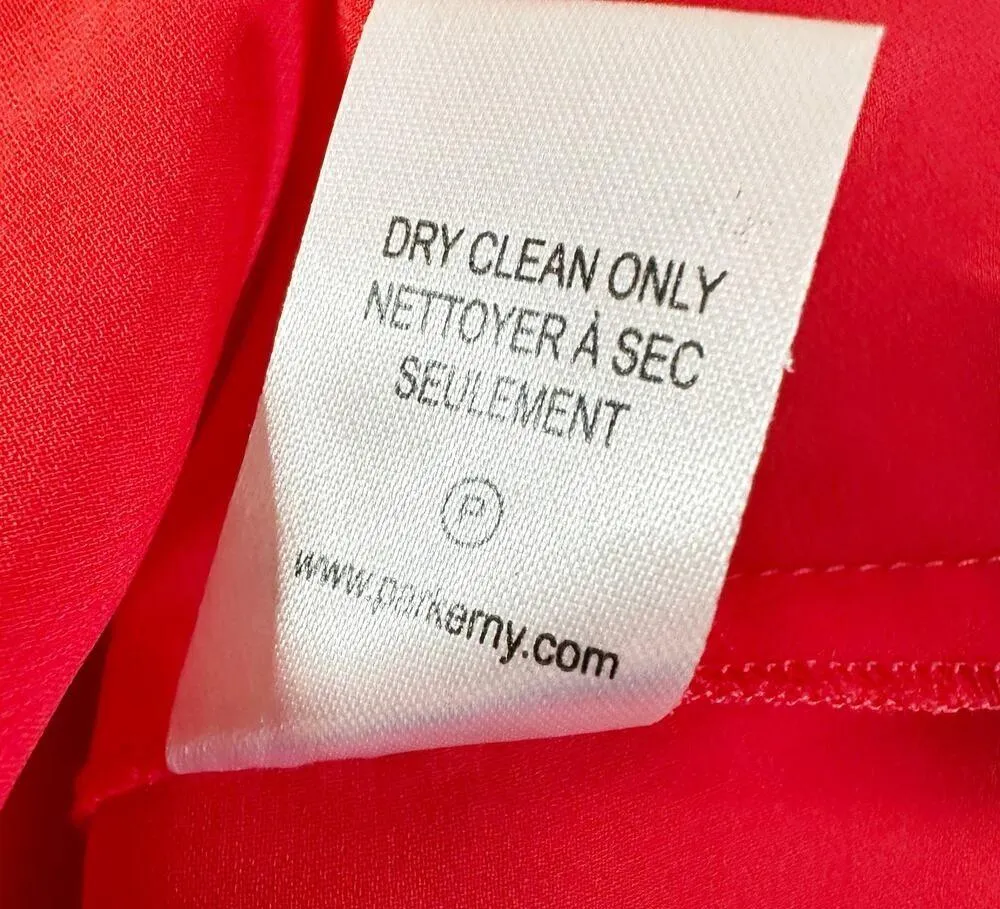 DRY CLEAN ONLY
NETTOYER À SEC
SEULEMENT
P
www.parkerny.com